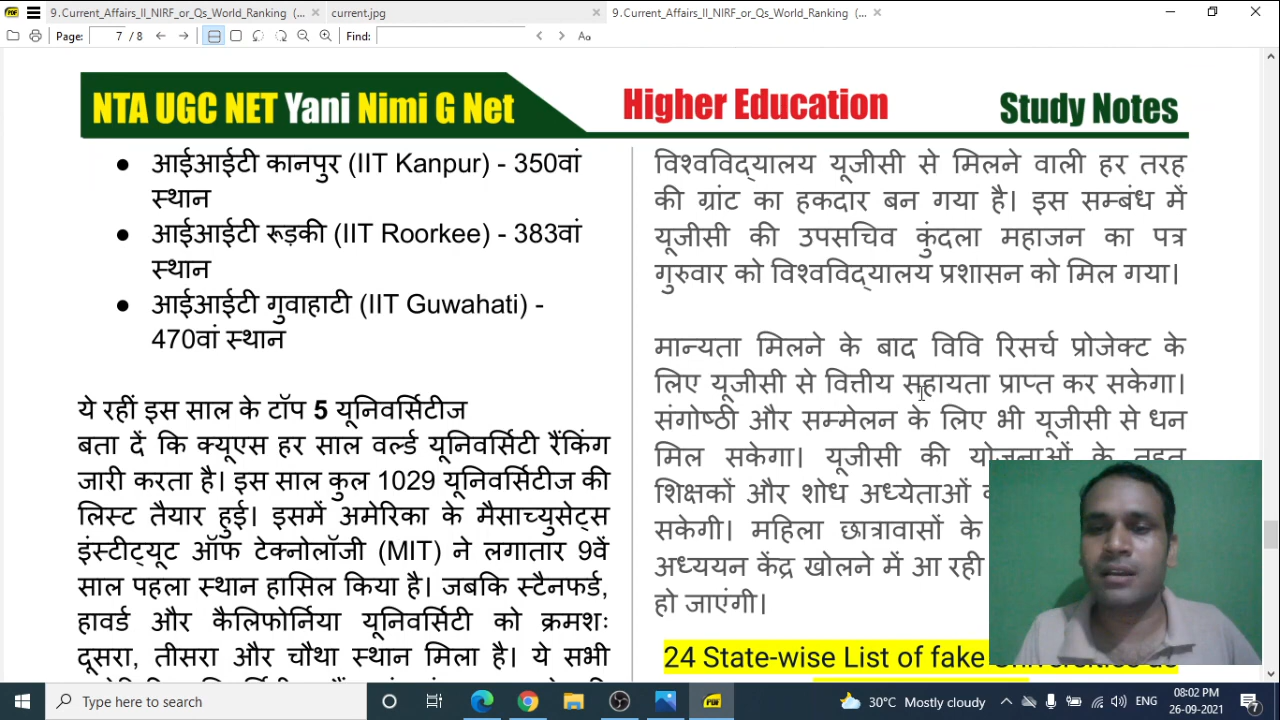 9.Current_Affairs_II_NIRF_or_Qs_World_Ranking (...
current.jpg
9.Current_Affairs_II_NIRF_or_Qs_World_Ranking (...
Page: 7 / 8
Find:
NTA UGC NET Yani Nimi G Net
Higher Education
Study Notes
आईआईटी कानपुर (IIT Kanpur) - 350वां
स्थान
आईआईटी रूड़की (IIT Roorkee) - 383वां
स्थान
आईआईटी गुवाहाटी (IIT Guwahati) -
470वां स्थान
ये रहीं इस साल के टॉप 5 यूनिवर्सिटीज
बता दें कि क्यूएस हर साल वर्ल्ड यूनिवर्सिटी रैंकिंग
जारी करता है। इस साल कुल 1029 यूनिवर्सिटीज की
लिस्ट तैयार हुई। इसमें अमेरिका के मैसाच्युसेट्स
इंस्टीट्यूट ऑफ टेक्नोलॉजी (MIT) ने लगातार 9वें
साल पहला स्थान हासिल किया है। जबकि स्टैनफर्ड,
हावर्ड और कैलिफोर्निया यूनिवर्सिटी को क्रमशः
दूसरा, तीसरा और चौथा स्थान मिला है। ये सभी
विश्वविद्यालय यूजीसी से मिलने वाली हर तरह
की ग्रांट का हकदार बन गया है। इस सम्बंध में
यूजीसी की उपसचिव कुंदला महाजन का पत्र
गुरुवार को विश्वविद्यालय प्रशासन को मिल गया।
मान्यता मिलने के बाद विवि रिसर्च प्रोजेक्ट के
लिए यूजीसी से वित्तीय सहायता प्राप्त कर सकेगा।
संगोष्ठी और सम्मेलन के लिए भी यूजीसी से धन
मिल सकेगा। यूजीसी की योजनाओं के तहत
शिक्षकों और शोध अध्येताओं
सकेगी। महिला छात्रावासों के
अध्ययन केंद्र खोलने में आ रही
हो जाएंगी।
24 State-wise List of fake
Type here to search
30°C Mostly cloudy
ENG
08:02 PM
26-09-2021
7